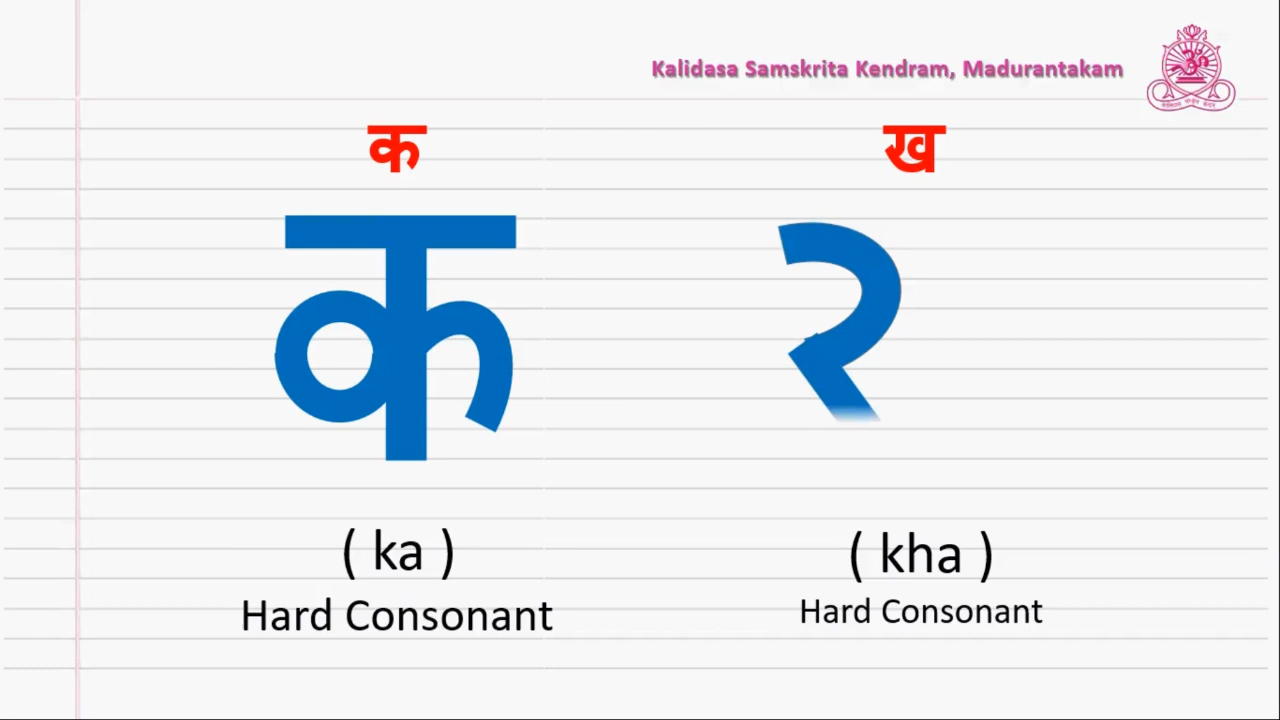 Kalidasa Samskrita Kendram, Madurantakam
क ख
क
( ka ) ( kha )
Hard Consonant Hard Consonant